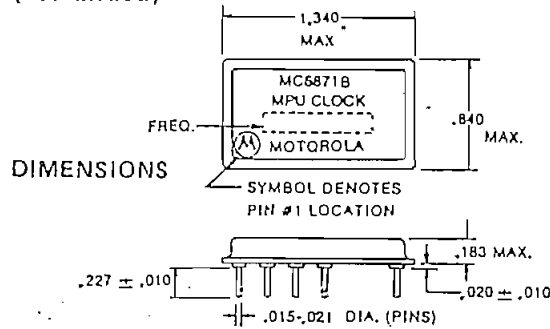 1,340
MAX
MC6871B
MPU CLOCK
FREQ.
MOTOROLA
.840
MAX.
DIMENSIONS
SYMBOL DENOTES
PIN #1 LOCATION
.183 MAX.
.227 ± .010
.020 ± .010
.015-.021 DIA. (PINS)